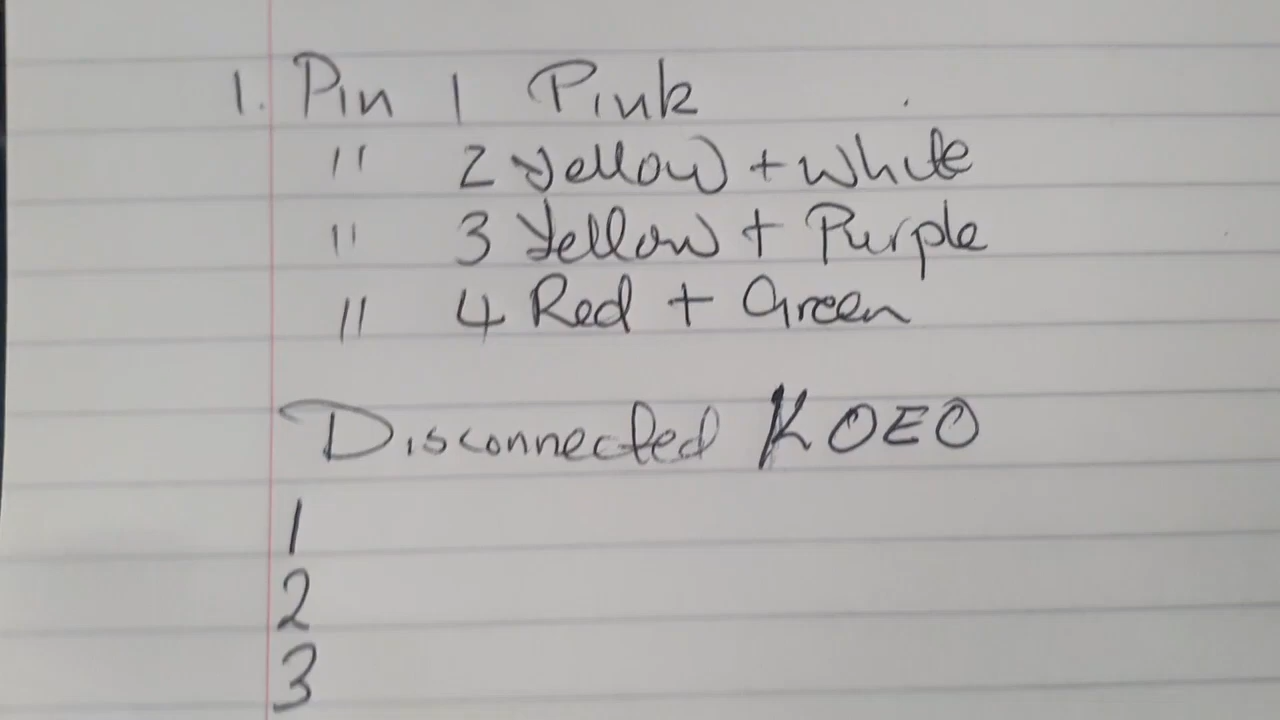 1. Pin 1 Pink
" 2 Yellow + White
" 3 Yellow + Purple
" 4 Red + Green
Disconnected KOEO
1
2
3